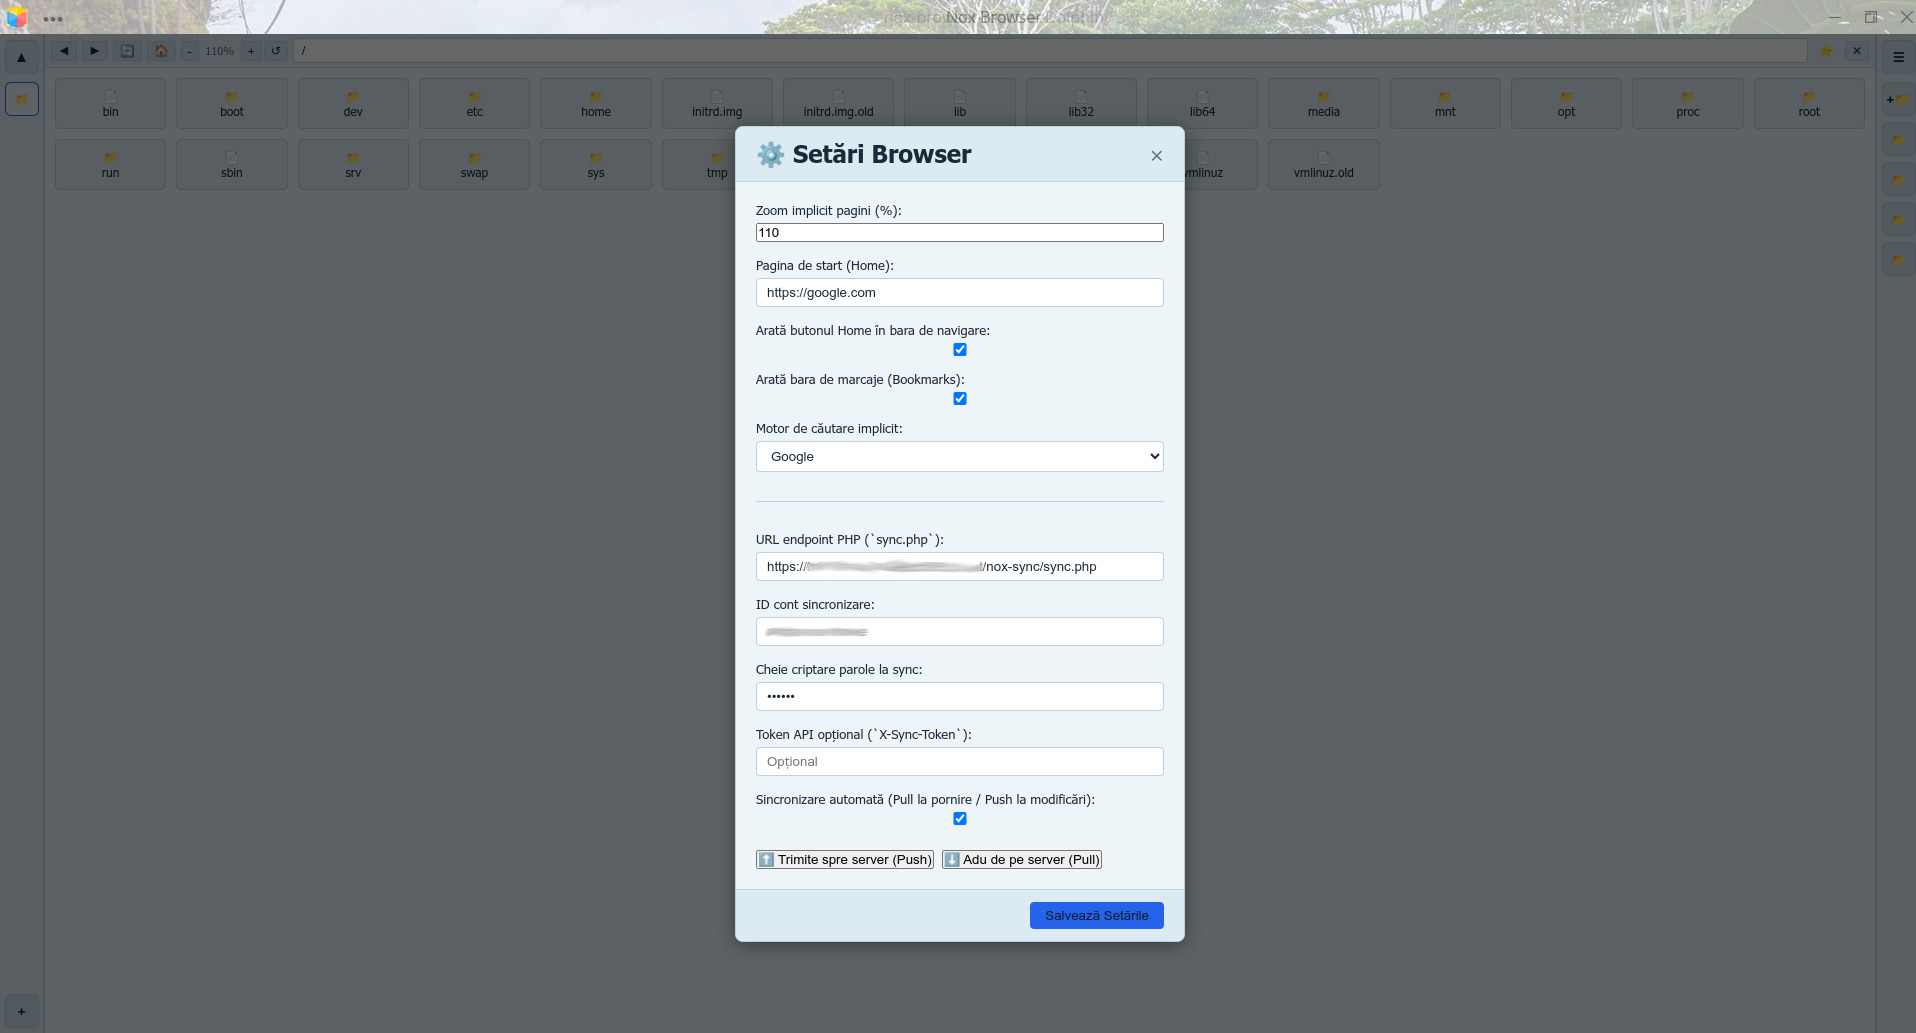 Nox Browser
110%
/
bin
boot
dev
etc
home
initrd.img
initrd.img.old
lib
lib32
lib64
media
mnt
opt
proc
root
run
sbin
srv
swap
sys
tmp
vmlinuz
vmlinuz.old
Setări Browser
Zoom implicit pagini (%):
110
Pagina de start (Home):
https://google.com
Arată butonul Home în bara de navigare:
Arată bara de marcaje (Bookmarks):
Motor de căutare implicit:
Google
URL endpoint PHP (`sync.php`):
https:// /nox-sync/sync.php
ID cont sincronizare:
Cheie criptare parole la sync:
••••••
Token API opțional (`X-Sync-Token`):
Opțional
Sincronizare automată (Pull la pornire / Push la modificări):
Trimite spre server (Push)
Adu de pe server (Pull)
Salvează Setările